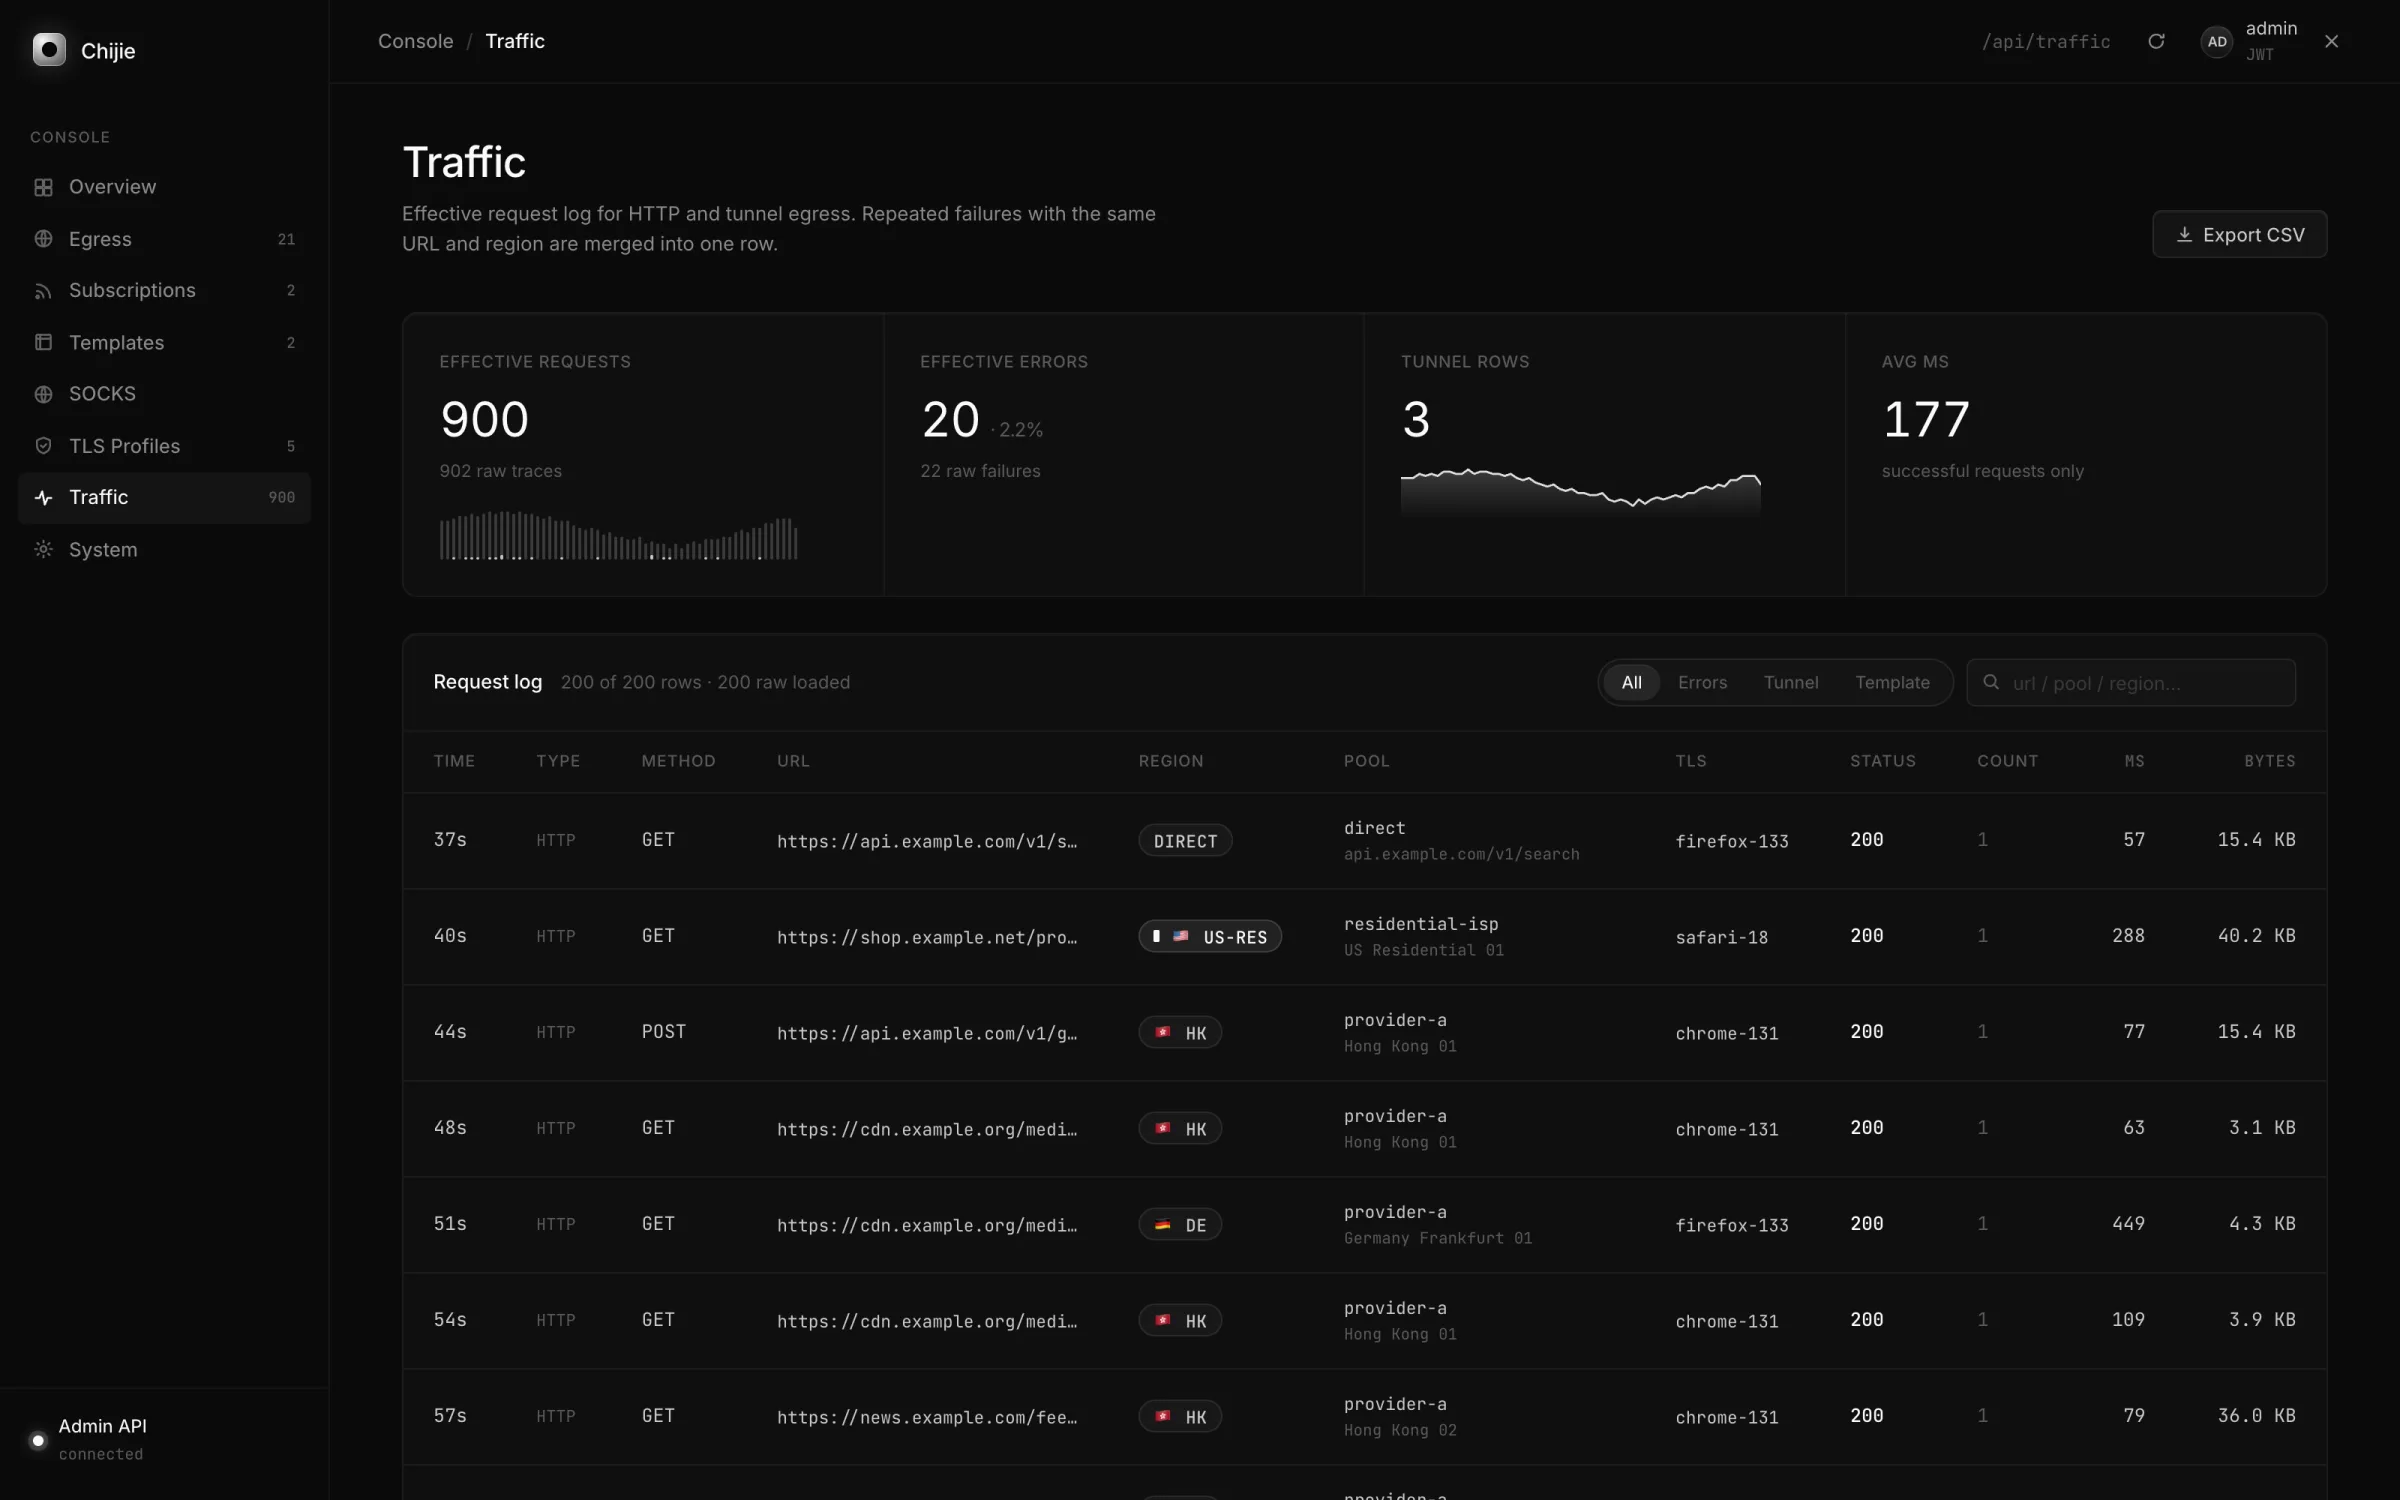 Chijie
Console / Traffic
/api/traffic
AD
admin
JWT
CONSOLE
Overview
Egress 21
Subscriptions 2
Templates 2
SOCKS
TLS Profiles 5
Traffic 900
System
Admin API
connected
Traffic
Effective request log for HTTP and tunnel egress. Repeated failures with the same
URL and region are merged into one row.
Export CSV
EFFECTIVE REQUESTS
900
902 raw traces
EFFECTIVE ERRORS
20 · 2.2%
22 raw failures
TUNNEL ROWS
3
AVG MS
177
successful requests only
Request log 200 of 200 rows · 200 raw loaded
All Errors Tunnel Template
url / pool / region...
TIME TYPE METHOD URL REGION POOL TLS STATUS COUNT MS BYTES
37s HTTP GET https://api.example.com/v1/s… DIRECT direct firefox-133 200 1 57 15.4 KB
api.example.com/v1/search
40s HTTP GET https://shop.example.net/pro… US-RES residential-isp safari-18 200 1 288 40.2 KB
US Residential 01
44s HTTP POST https://api.example.com/v1/g… HK provider-a chrome-131 200 1 77 15.4 KB
Hong Kong 01
48s HTTP GET https://cdn.example.org/medi… HK provider-a chrome-131 200 1 63 3.1 KB
Hong Kong 01
51s HTTP GET https://cdn.example.org/medi… DE provider-a firefox-133 200 1 449 4.3 KB
Germany Frankfurt 01
54s HTTP GET https://cdn.example.org/medi… HK provider-a chrome-131 200 1 109 3.9 KB
Hong Kong 01
57s HTTP GET https://news.example.com/fee… HK provider-a chrome-131 200 1 79 36.0 KB
Hong Kong 02
provider-a